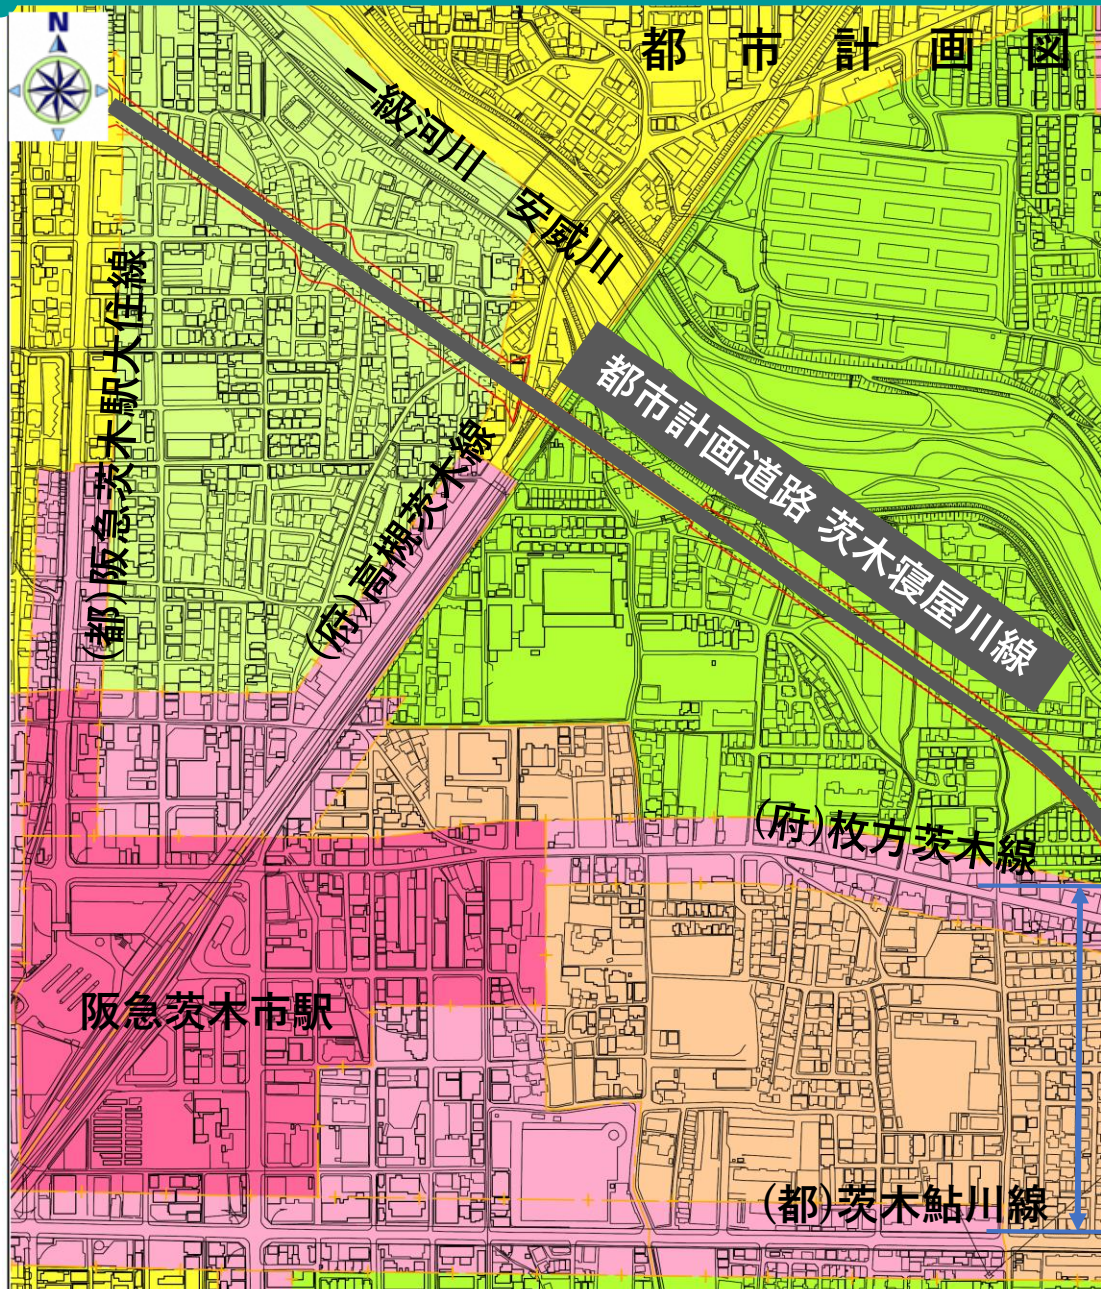 N
都市計画図
一級河川 安威川
(都)阪急茨木駅大住線
(府)高槻茨木線
都市計画道路 茨木寝屋川線
(府)枚方茨木線
阪急茨木市駅
(都)茨木鮎川線